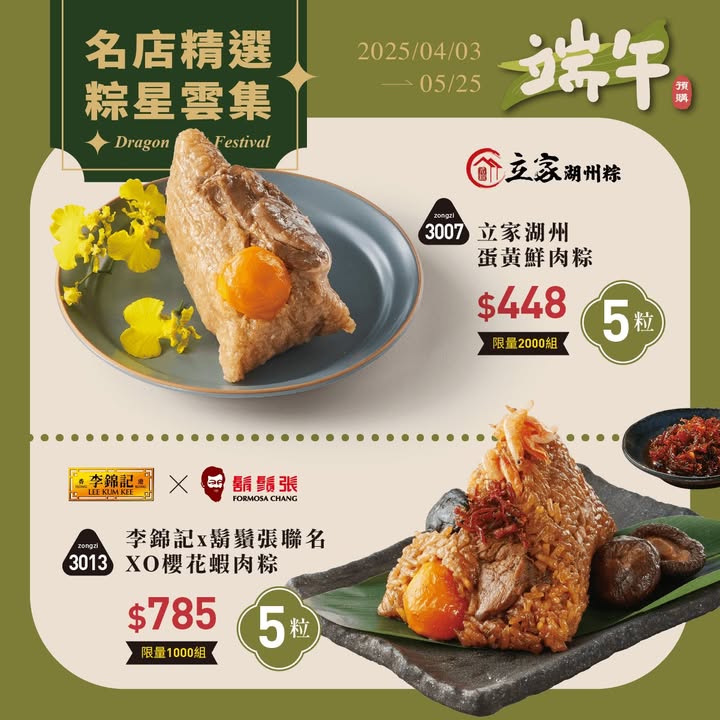 名店精選
粽星雲集
Dragon Festival
2025/04/03
05/25
端午
預購
立家湖州粽
zongzi
3007
立家湖州
蛋黃鮮肉粽
$448
限量2000組
5粒
香港 李錦記
LEE KUM KEE
×
鬍鬚張
FORMOSA CHANG
zongzi
3013
李錦記x鬍鬚張聯名
XO櫻花蝦肉粽
$785
限量1000組
5粒